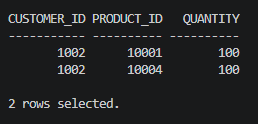 CUSTOMER_ID PRODUCT_ID   QUANTITY
----------- ---------- ----------
       1002      10001        100
       1002      10004        100
2 rows selected.